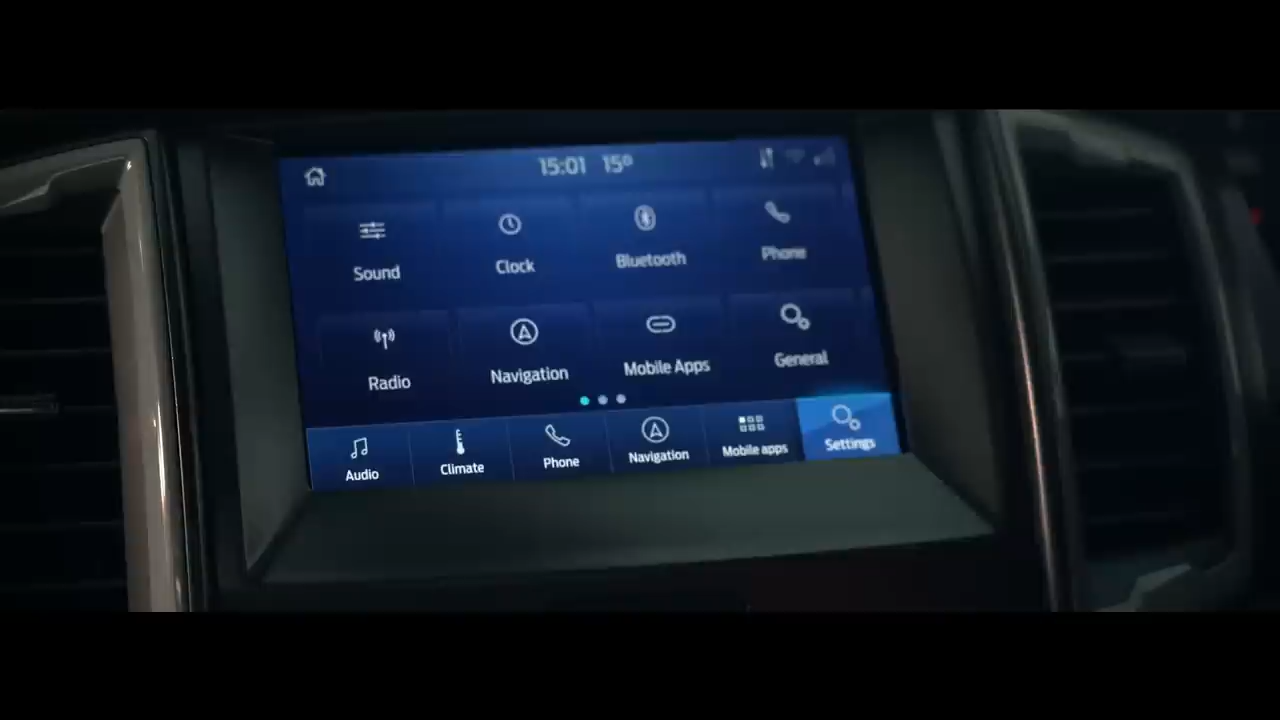 15:01 15°
Sound Clock Bluetooth Phone
Radio Navigation Mobile Apps General
Audio Climate Phone Navigation Mobile apps Settings